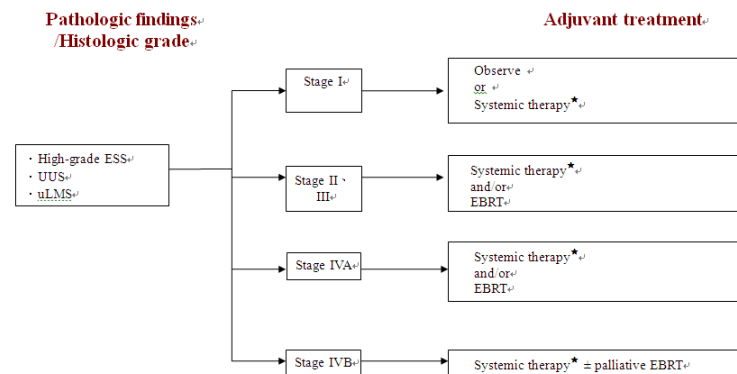 Pathologic findings
/Histologic grade
Adjuvant treatment
· High-grade ESS
· UUS
· uLMS
Stage I
Observe
or
Systemic therapy★
Stage II、
III
Systemic therapy★
and/or
EBRT
Stage IVA
Systemic therapy★
and/or
EBRT
Stage IVB
Systemic therapy★ ± palliative EBRT